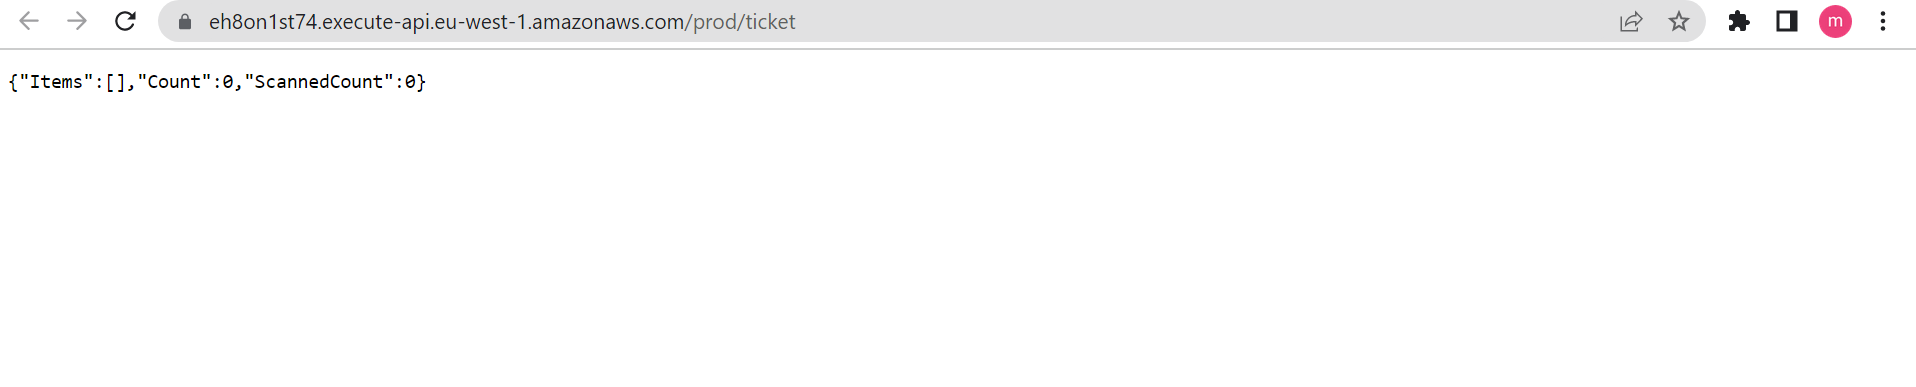 eh8on1st74.execute-api.eu-west-1.amazonaws.com/prod/ticket
m
{"Items":[],"Count":0,"ScannedCount":0}